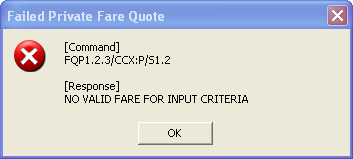 Failed Private Fare Quote
[Command]
FQP1.2.3/CCX:P/S1.2
[Response]
NO VALID FARE FOR INPUT CRITERIA
OK